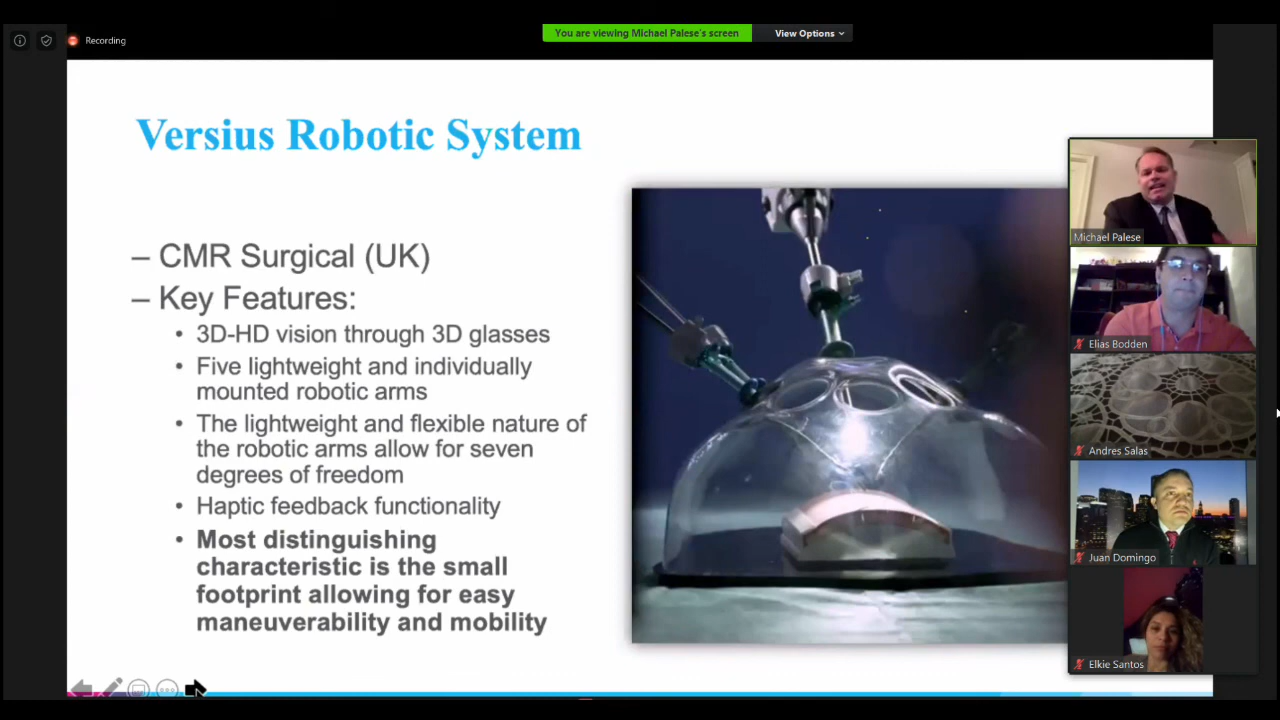 Recording
You are viewing Michael Palese's screen
View Options
Versius Robotic System
– CMR Surgical (UK)
– Key Features:
• 3D-HD vision through 3D glasses
• Five lightweight and individually
mounted robotic arms
• The lightweight and flexible nature of
the robotic arms allow for seven
degrees of freedom
• Haptic feedback functionality
• Most distinguishing
characteristic is the small
footprint allowing for easy
maneuverability and mobility
Michael Palese
Elias Bodden
Andres Salas
Juan Domingo
Elkie Santos